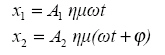 x₁ = A₁ ημωt
x₂ = A₂ ημ(ωt + φ)